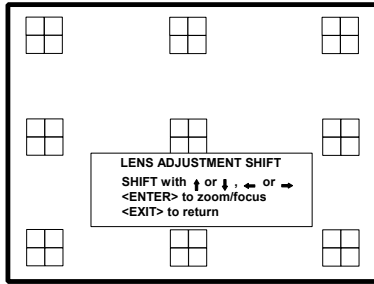 LENS ADJUSTMENT SHIFT
SHIFT with ↑ or ↓ , ← or →
<ENTER> to zoom/focus
<EXIT> to return